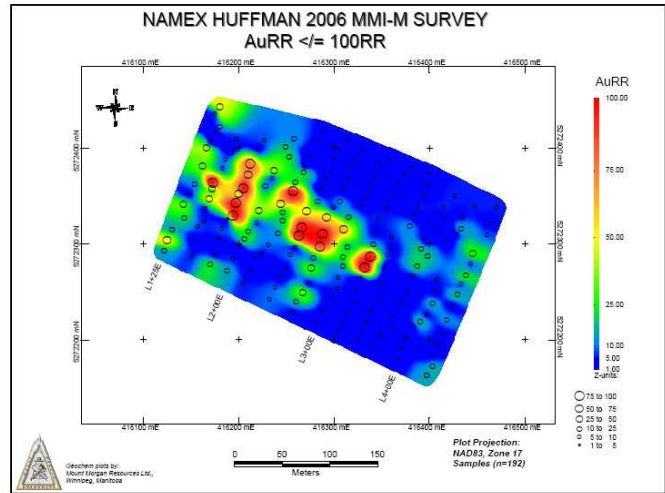 NAMEX HUFFMAN 2006 MMI-M SURVEY
AuRR </= 100RR
416100 mE 416200 mE 416300 mE 416400 mE 416500 mE
N
W E
S
5272400 mN
5272400 mN
5272300 mN
5272300 mN
5272200 mN
5272200 mN
L1+25E
L2+00E
L3+00E
L4+00E
416100 mE 416200 mE 416300 mE 416400 mE 416500 mE
AuRR
100.00
75.00
50.00
25.00
10.00
5.00
1.00
Z-units:
75 to 100
50 to 75
25 to 50
10 to 25
5 to 10
1 to 5
0 50 100 150
Meters
Plot Projection:
NAD83, Zone 17
Samples (n=192)
Geochem plots by:
Mount Morgan Resources Ltd.,
Winnipeg, Manitoba